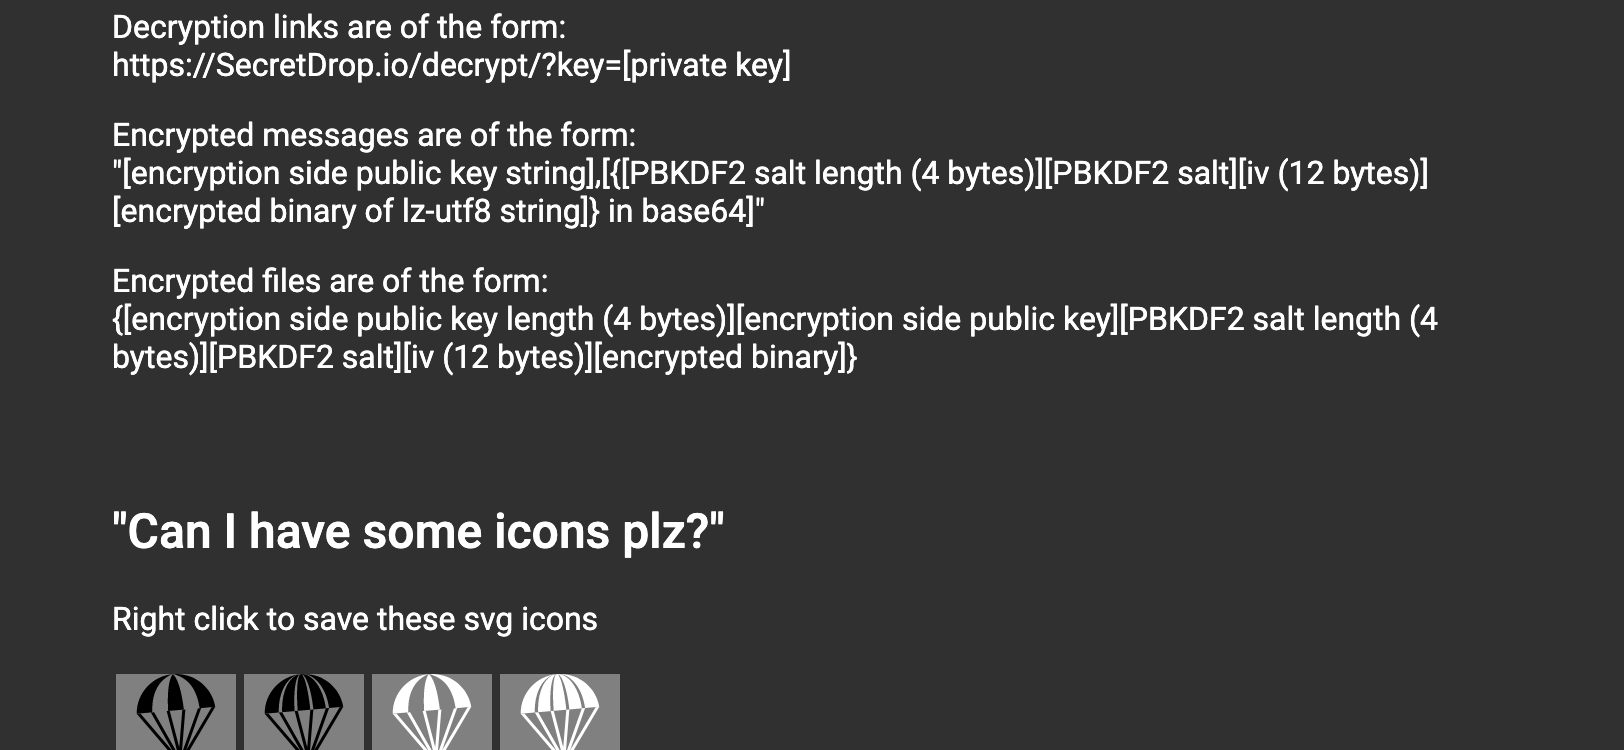 Decryption links are of the form:
https://SecretDrop.io/decrypt/?key=[private key]
Encrypted messages are of the form:
"[encryption side public key string],[{[PBKDF2 salt length (4 bytes)][PBKDF2 salt][iv (12 bytes)]
[encrypted binary of lz-utf8 string]} in base64]"
Encrypted files are of the form:
{[encryption side public key length (4 bytes)][encryption side public key][PBKDF2 salt length (4
bytes)][PBKDF2 salt][iv (12 bytes)][encrypted binary]}
"Can I have some icons plz?"
Right click to save these svg icons